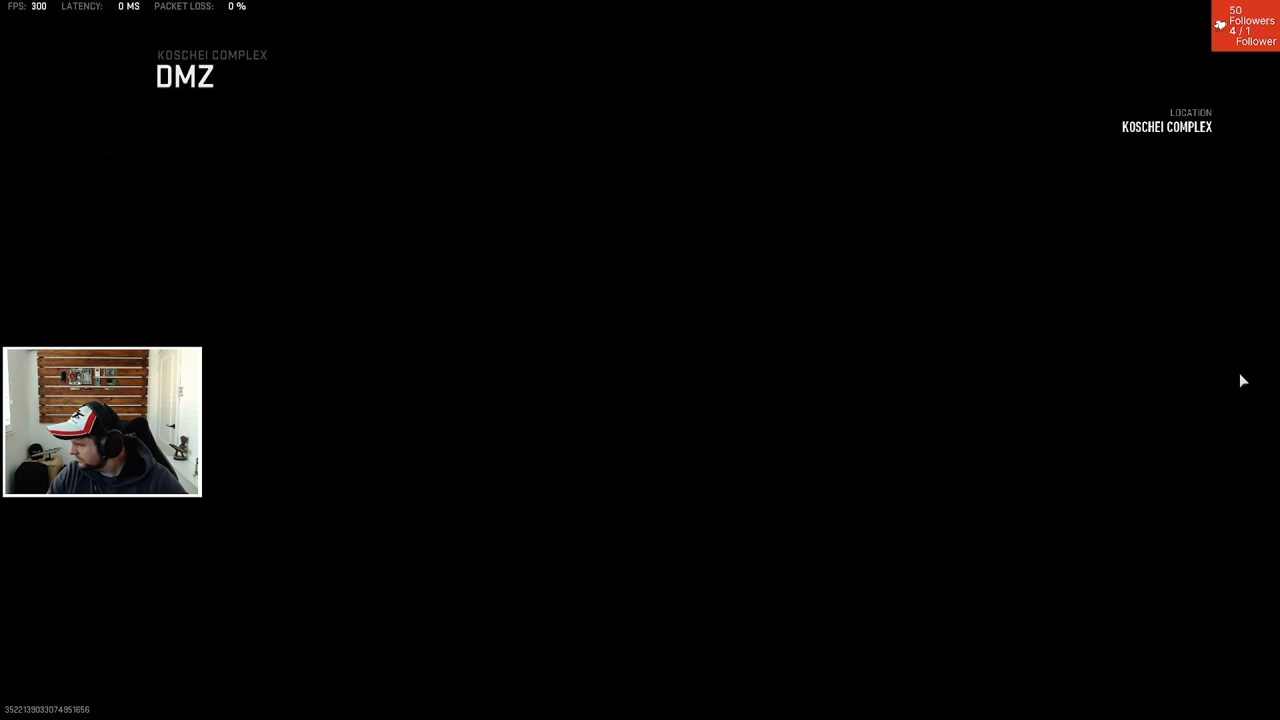 FPS: 300 LATENCY: 0 MS PACKET LOSS: 0 %
50
Followers
4 / 1
Follower
KOSCHEI COMPLEX
DMZ
LOCATION
KOSCHEI COMPLEX
3522139033074951656